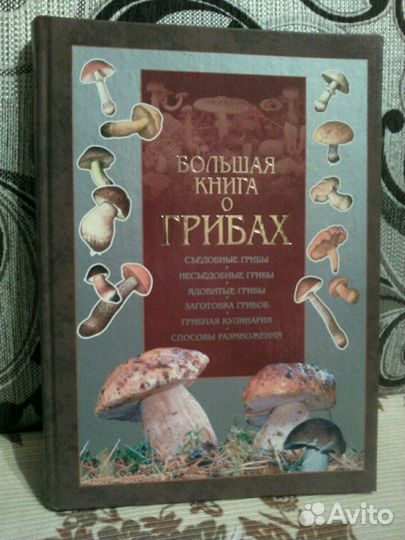 БОЛЬШАЯ
КНИГА
О
ГРИБАХ
СЪЕДОБНЫЕ ГРИБЫ
НЕСЪЕДОБНЫЕ ГРИБЫ
ЯДОВИТЫЕ ГРИБЫ
ЗАГОТОВКА ГРИБОВ
ГРИБНАЯ КУЛИНАРИЯ
СПОСОБЫ РАЗМНОЖЕНИЯ
Avito